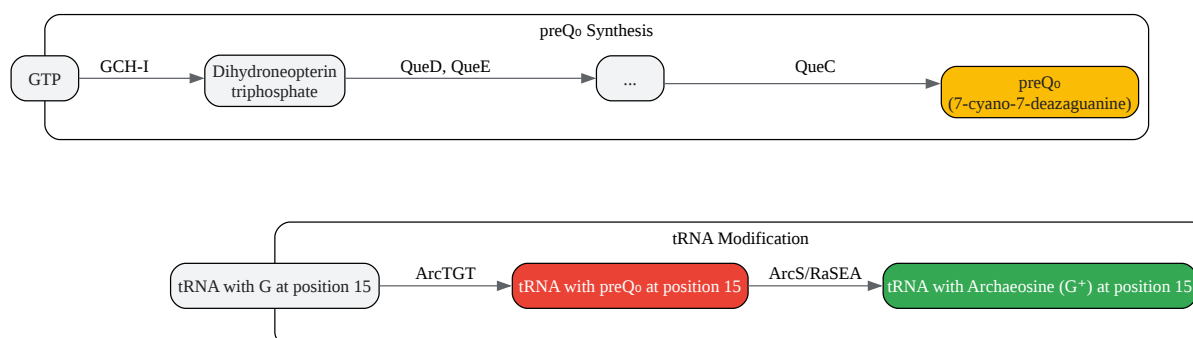 preQ₀ Synthesis
GTP
GCH-I
Dihydroneopterin
triphosphate
QueD, QueE
...
QueC
preQ₀
(7-cyano-7-deazaguanine)
tRNA Modification
tRNA with G at position 15
ArcTGT
tRNA with preQ₀ at position 15
ArcS/RaSEA
tRNA with Archaeosine (G⁺) at position 15